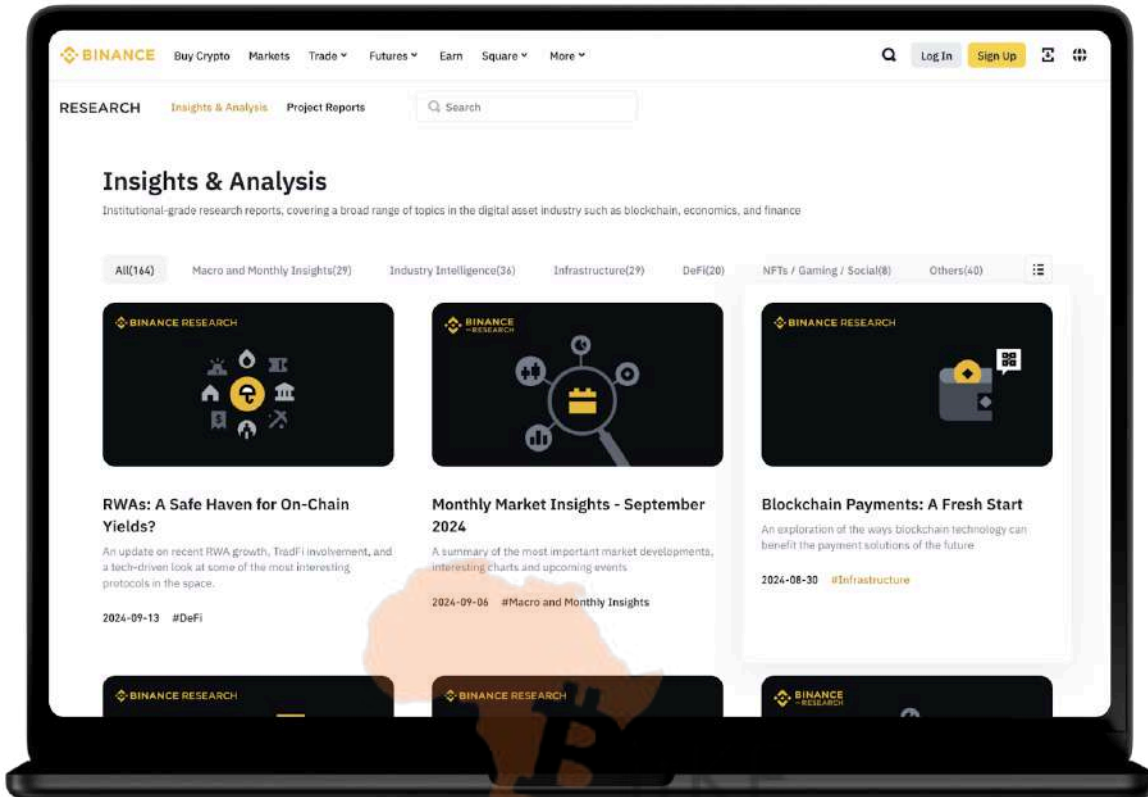 BINANCE Buy Crypto Markets Trade Futures Earn Square More Log In Sign Up
RESEARCH Insights & Analysis Project Reports Search
Insights & Analysis
Institutional-grade research reports, covering a broad range of topics in the digital asset industry such as blockchain, economics, and finance
All(164) Macro and Monthly Insights(29) Industry Intelligence(36) Infrastructure(29) DeFi(20) NFTs / Gaming / Social(8) Others(40)
BINANCE RESEARCH
RWAs: A Safe Haven for On-Chain
Yields?
An update on recent RWA growth, TradFi involvement, and
a tech-driven look at some of the most interesting
protocols in the space.
2024-09-13 #DeFi
BINANCE
RESEARCH
Monthly Market Insights - September
2024
A summary of the most important market developments,
interesting charts and upcoming events
2024-09-06 #Macro and Monthly Insights
BINANCE RESEARCH
Blockchain Payments: A Fresh Start
An exploration of the ways blockchain technology can
benefit the payment solutions of the future
2024-08-30 #Infrastructure
BINANCE RESEARCH
BINANCE RESEARCH
BINANCE
RESEARCH